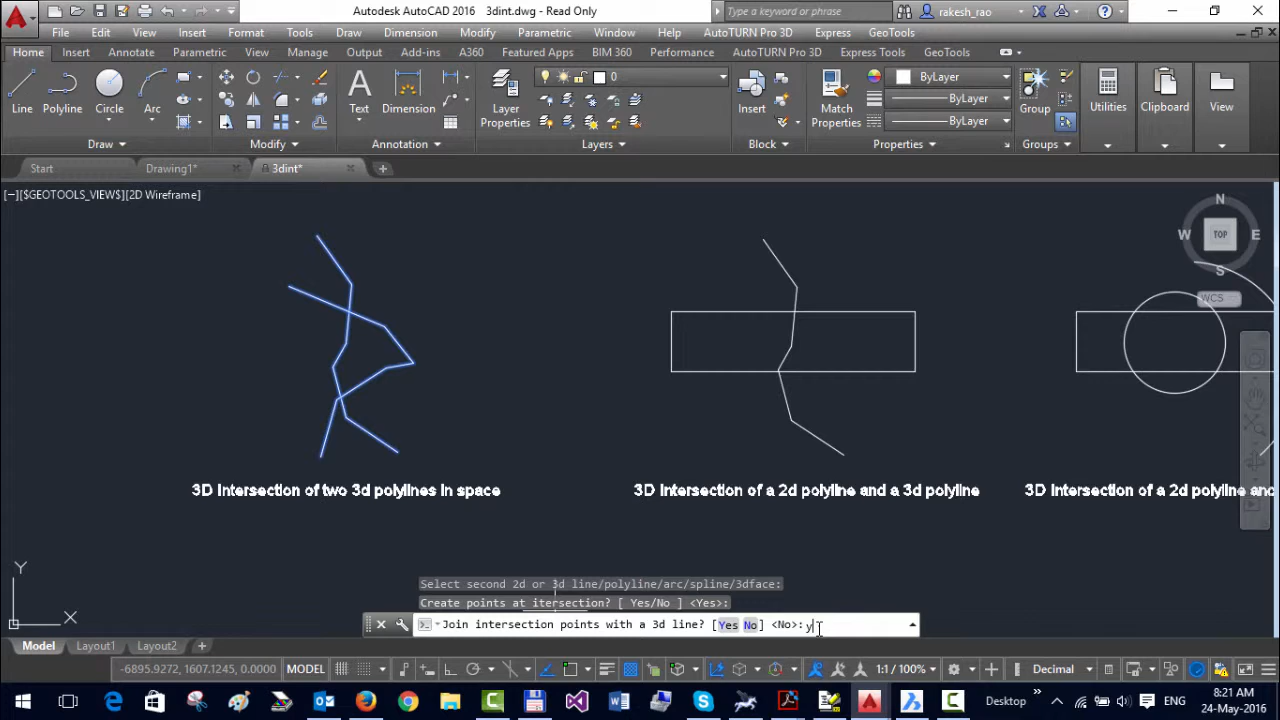 Autodesk AutoCAD 2016 3dint.dwg - Read Only
Type a keyword or phrase
rakesh_rao
File Edit View Insert Format Tools Draw Dimension Modify Parametric Window Help AutoTURN Pro 3D Express GeoTools
Home Insert Annotate Parametric View Manage Output Add-ins A360 Featured Apps BIM 360 Performance AutoTURN Pro 3D Express Tools GeoTools
Line Polyline Circle Arc
Text Dimension
Layer Properties
0
Insert
Match Properties
ByLayer
ByLayer
ByLayer
Group
Utilities Clipboard View
Draw Modify Annotation Layers Block Properties Groups
Start Drawing1* 3dint*
[−][$GEOTOOLS_VIEW$][2D Wireframe]
N
W TOP E
S
WCS
3D Intersection of two 3d polylines in space
3D Intersection of a 2d polyline and a 3d polyline
3D Intersection of a 2d polyline and
Y
X
Select second 2d or 3d line/polyline/arc/spline/3dface:
Create points at itersection? [ Yes/No ] <Yes>:
Join intersection points with a 3d line? [Yes No] <No>: y
Model Layout1 Layout2 +
-6895.9272, 1607.1245, 0.0000
MODEL
1:1 / 100%
Decimal
Desktop
ENG
8:21 AM
24-May-2016